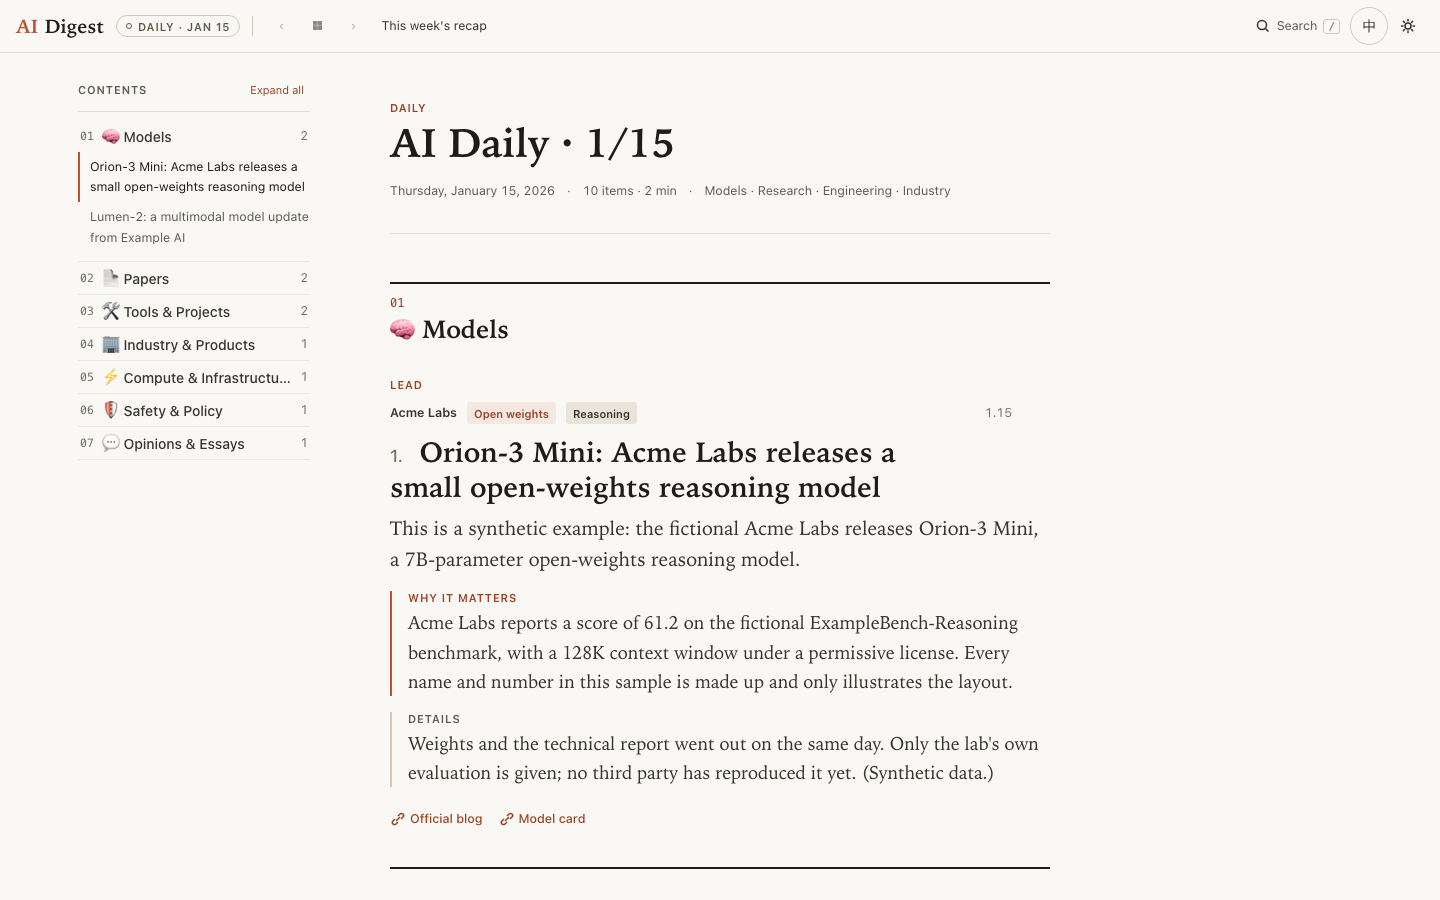 AI Digest
DAILY · JAN 15
This week's recap
Search /
中
CONTENTS
Expand all
01 Models 2
Orion-3 Mini: Acme Labs releases a
small open-weights reasoning model
Lumen-2: a multimodal model update
from Example AI
02 Papers 2
03 Tools & Projects 2
04 Industry & Products 1
05 Compute & Infrastructu... 1
06 Safety & Policy 1
07 Opinions & Essays 1
DAILY
AI Daily · 1/15
Thursday, January 15, 2026 · 10 items · 2 min · Models · Research · Engineering · Industry
01
Models
LEAD
Acme Labs Open weights Reasoning 1.15
1. Orion-3 Mini: Acme Labs releases a
small open-weights reasoning model
This is a synthetic example: the fictional Acme Labs releases Orion-3 Mini,
a 7B-parameter open-weights reasoning model.
WHY IT MATTERS
Acme Labs reports a score of 61.2 on the fictional ExampleBench-Reasoning
benchmark, with a 128K context window under a permissive license. Every
name and number in this sample is made up and only illustrates the layout.
DETAILS
Weights and the technical report went out on the same day. Only the lab's own
evaluation is given; no third party has reproduced it yet. (Synthetic data.)
Official blog Model card